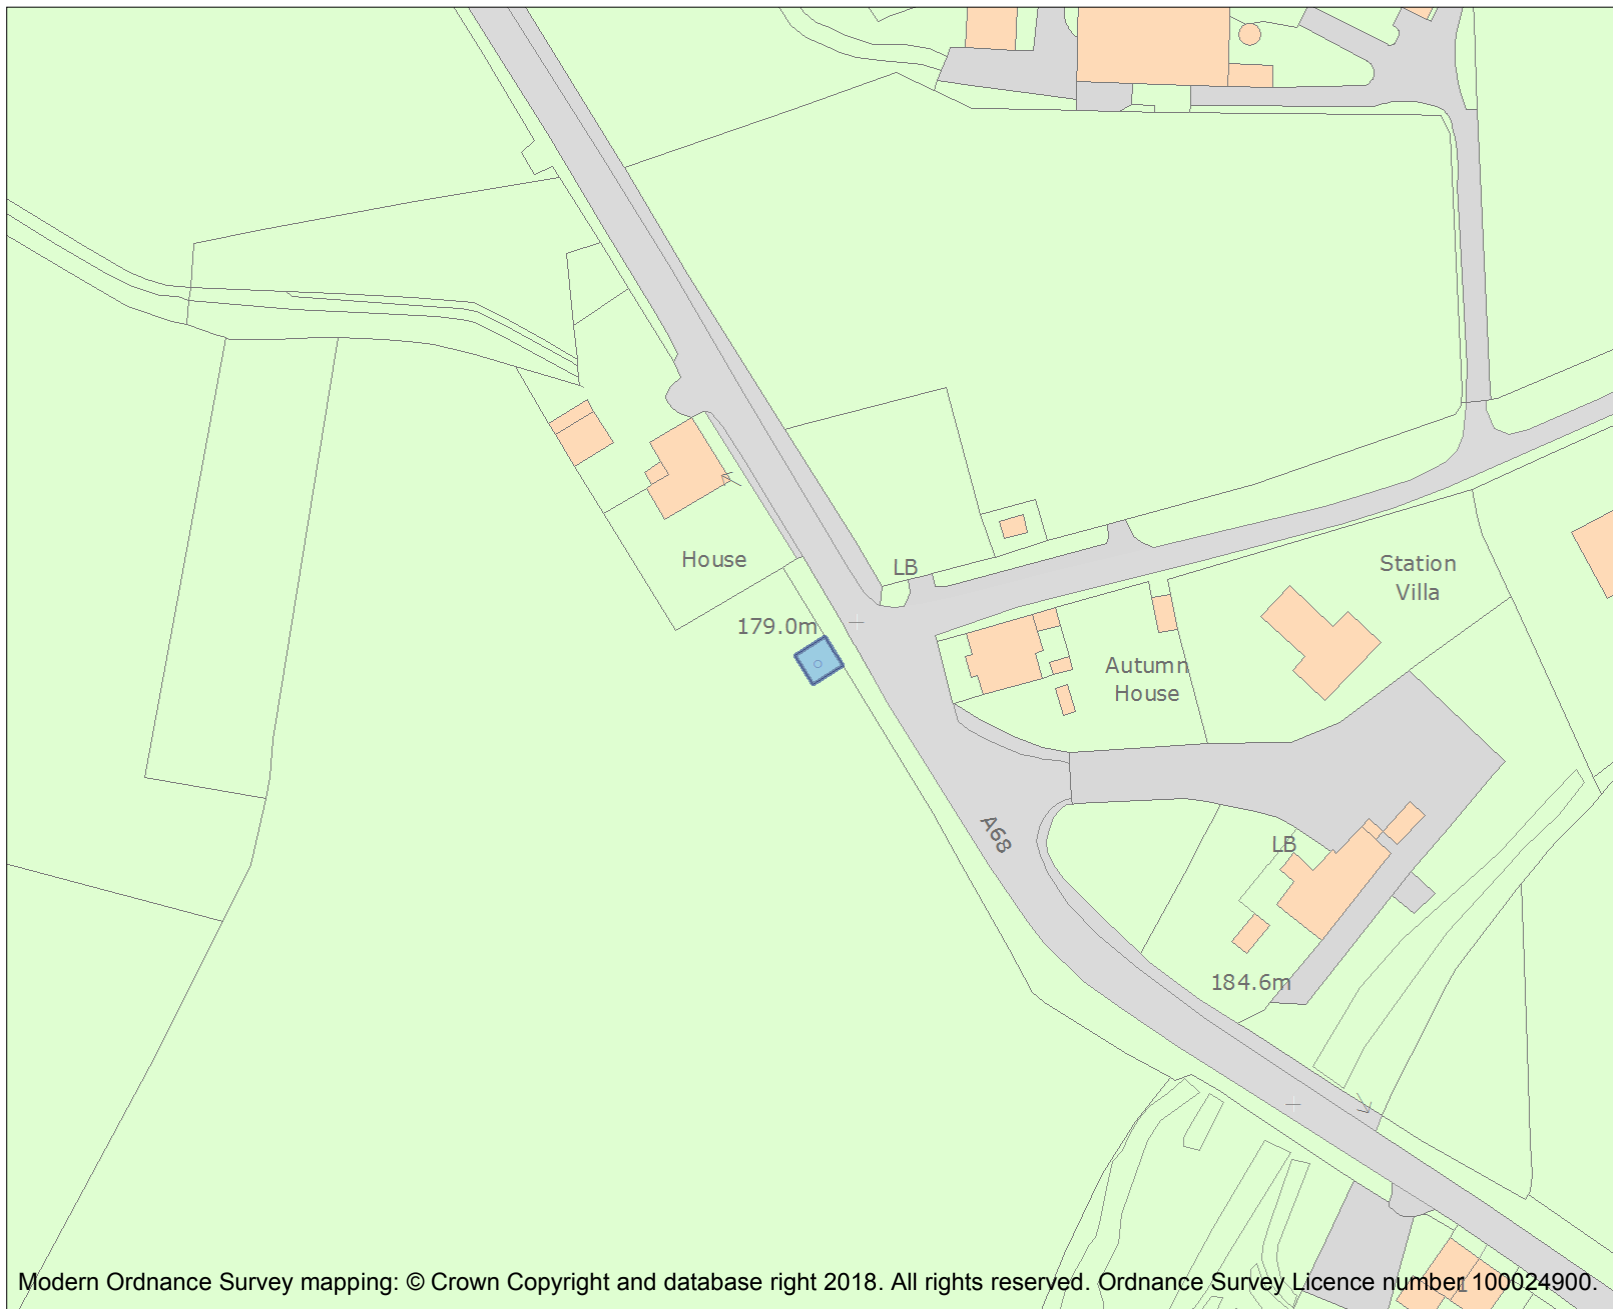 House
LB
Station
Villa
179.0m
Autumn
House
A68
LB
184.6m
1
Modern Ordnance Survey mapping: © Crown Copyright and database right 2018. All rights reserved. Ordnance Survey Licence number 100024900.